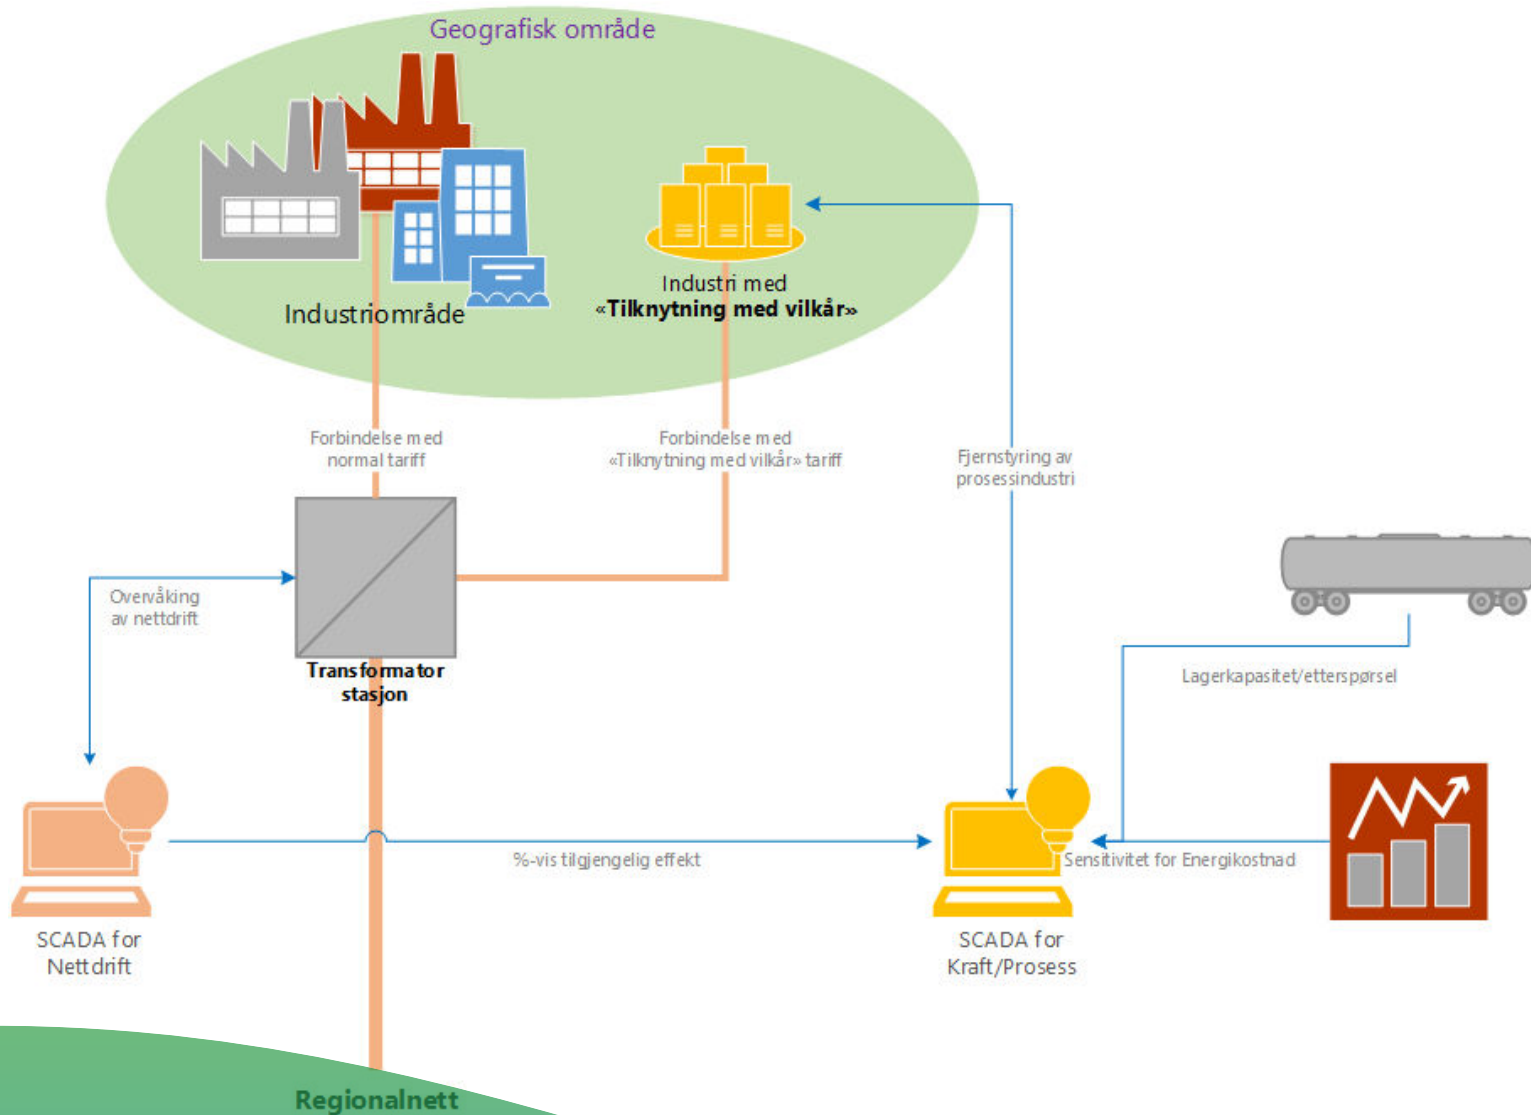 Geografisk område
Industriområde
Industri med
«Tilknytning med vilkår»
Forbindelse med
normal tariff
Forbindelse med
«Tilknytning med vilkår» tariff
Fjernstyring av
prosessindustri
Overvåking
av nettdrift
Transformator
stasjon
Lagerkapasitet/etterspørsel
%-vis tilgjengelig effekt
Sensitivitet for Energikostnad
SCADA for
Nettdrift
SCADA for
Kraft/Prosess
Regionalnett